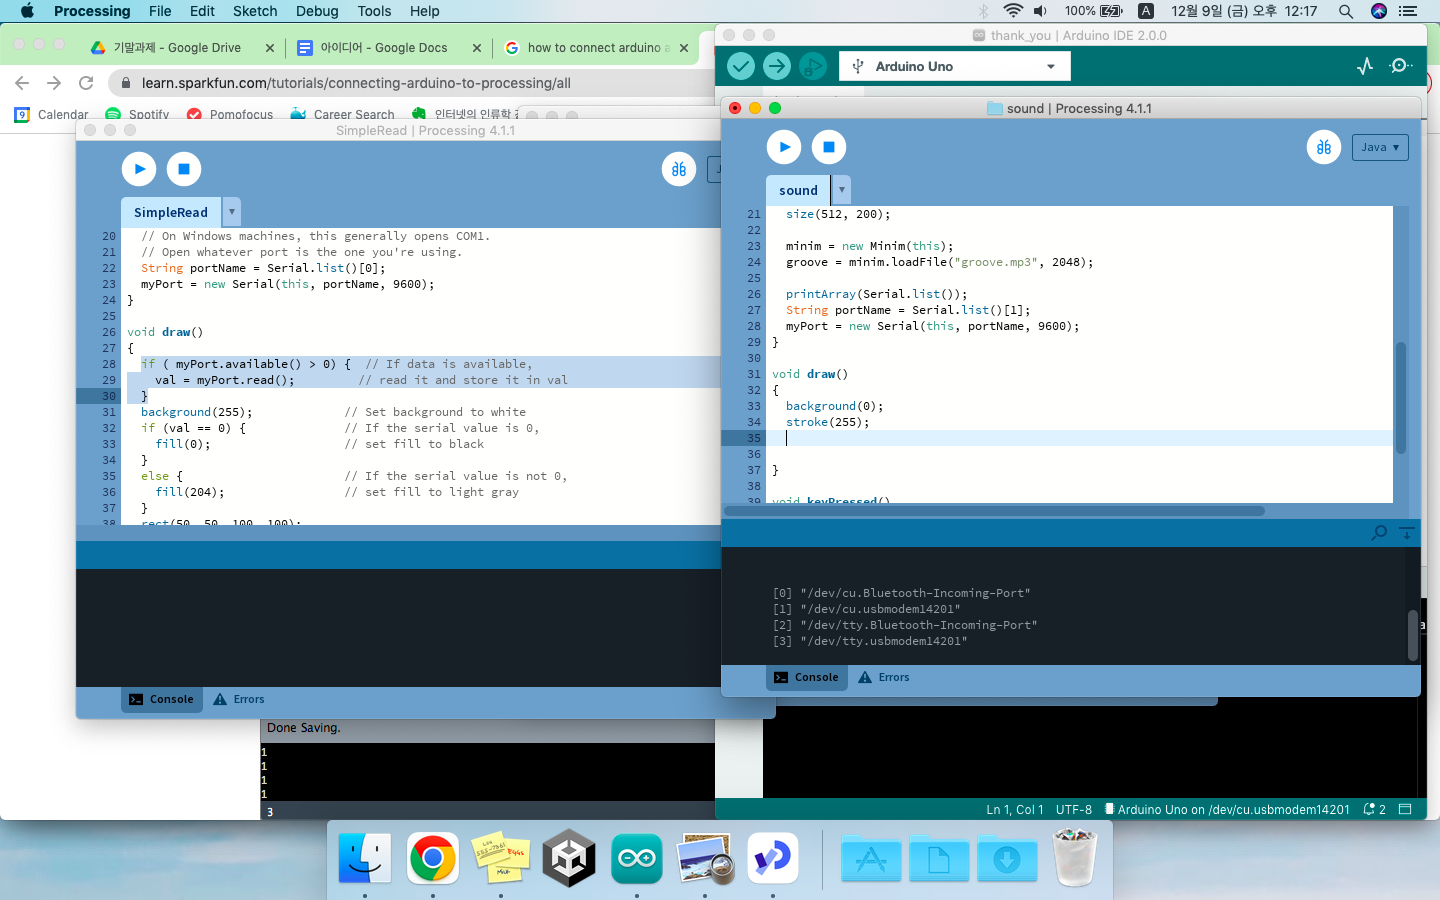 Processing File Edit Sketch Debug Tools Help 100% A 12월 9일 (금) 오후 12:17
기말과제 - Google Drive 아이디어 - Google Docs how to connect arduino a
thank_you | Arduino IDE 2.0.0
learn.sparkfun.com/tutorials/connecting-arduino-to-processing/all
Arduino Uno
Calendar Spotify Pomofocus Career Search 인터넷의 인류학
SimpleRead | Processing 4.1.1
SimpleRead
20 // On Windows machines, this generally opens COM1.
21 // Open whatever port is the one you're using.
22 String portName = Serial.list()[0];
23 myPort = new Serial(this, portName, 9600);
24 }
25
26 void draw()
27 {
28 if ( myPort.available() > 0) { // If data is available,
29 val = myPort.read(); // read it and store it in val
30 }
31 background(255); // Set background to white
32 if (val == 0) { // If the serial value is 0,
33 fill(0); // set fill to black
34 }
35 else { // If the serial value is not 0,
36 fill(204); // set fill to light gray
37 }
38 rect(50, 50, 100, 100);
Console Errors
Done Saving.
1
1
1
1
3
sound | Processing 4.1.1
Java
sound
21 size(512, 200);
22
23 minim = new Minim(this);
24 groove = minim.loadFile("groove.mp3", 2048);
25
26 printArray(Serial.list());
27 String portName = Serial.list()[1];
28 myPort = new Serial(this, portName, 9600);
29 }
30
31 void draw()
32 {
33 background(0);
34 stroke(255);
35
36
37 }
38
39 void keyPressed()
[0] "/dev/cu.Bluetooth-Incoming-Port"
[1] "/dev/cu.usbmodem14201"
[2] "/dev/tty.Bluetooth-Incoming-Port"
[3] "/dev/tty.usbmodem14201"
Console Errors
Ln 1, Col 1 UTF-8 Arduino Uno on /dev/cu.usbmodem14201 2